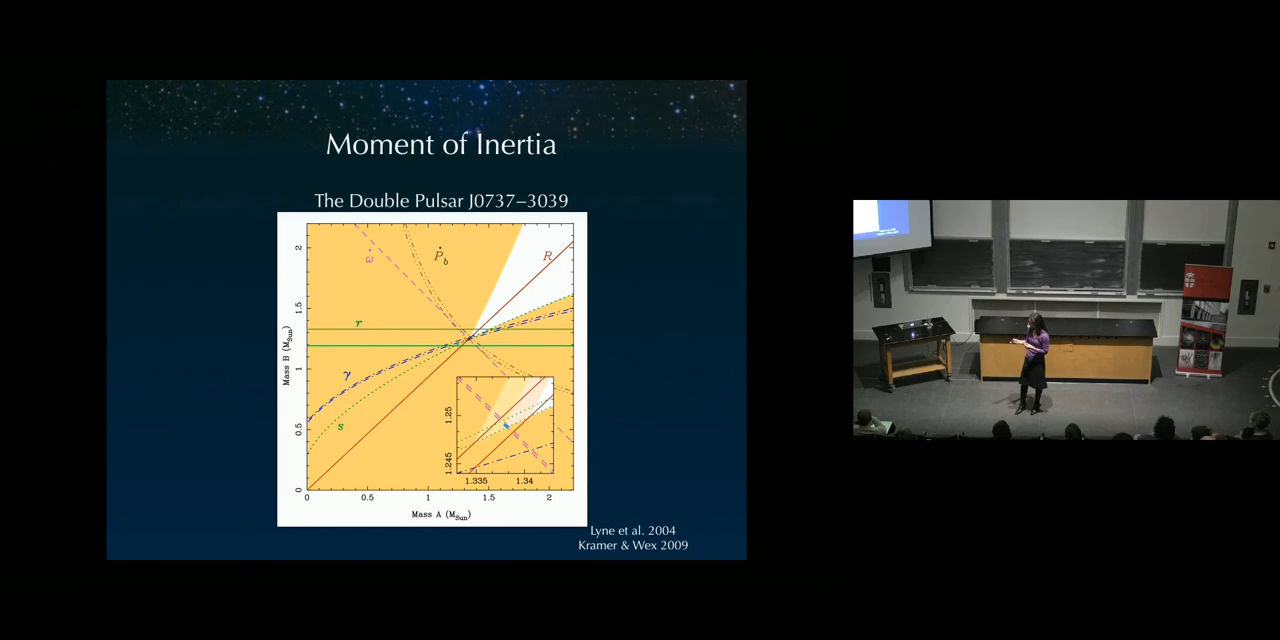 Moment of Inertia
The Double Pulsar J0737–3039
ω̇
Ṗb
R
r
γ
s
Mass B (MSun)
0
0.5
1
1.5
2
1.245
1.25
1.335
1.34
0
0.5
1
1.5
2
Mass A (MSun)
Lyne et al. 2004
Kramer & Wex 2009